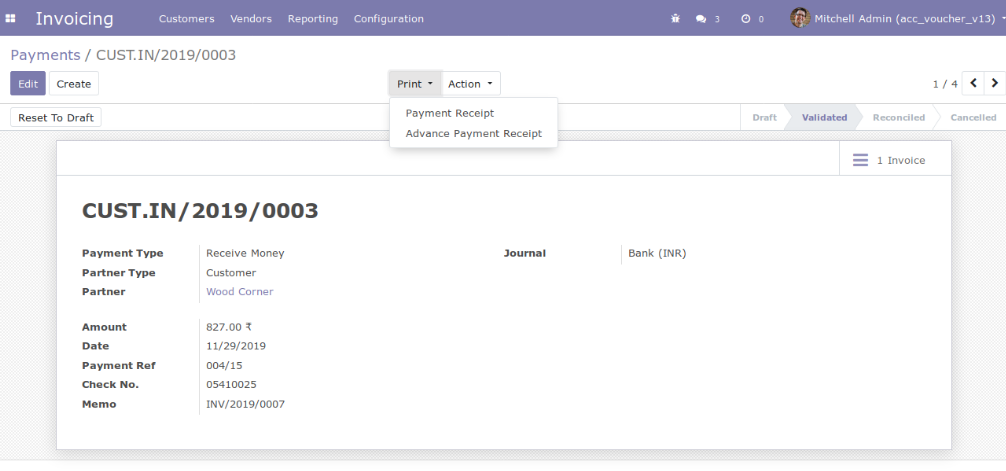 Invoicing Customers Vendors Reporting Configuration 3 0 Mitchell Admin (acc_voucher_v13)
Payments / CUST.IN/2019/0003
Edit Create Print Action 1 / 4
Payment Receipt
Advance Payment Receipt
Reset To Draft Draft Validated Reconciled Cancelled
1 Invoice
CUST.IN/2019/0003
Payment Type Receive Money Journal Bank (INR)
Partner Type Customer
Partner Wood Corner
Amount 827.00 ₹
Date 11/29/2019
Payment Ref 004/15
Check No. 05410025
Memo INV/2019/0007